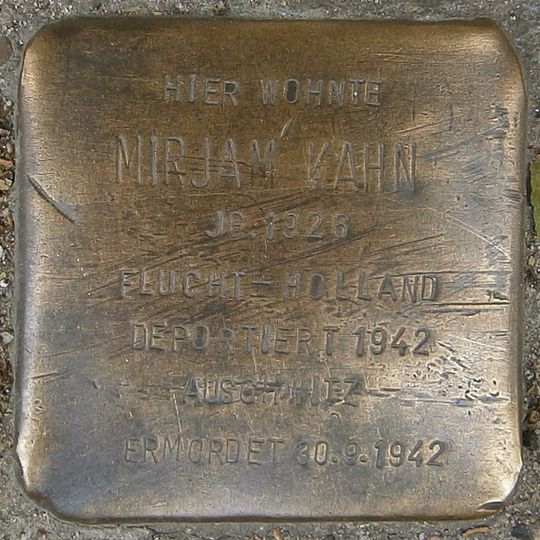 HIER WOHNTE
MIRJAM KAHN
JG. 1926
FLUCHT - HOLLAND
DEPORTIERT 1942
AUSCHWITZ
ERMORDET 30.9.1942